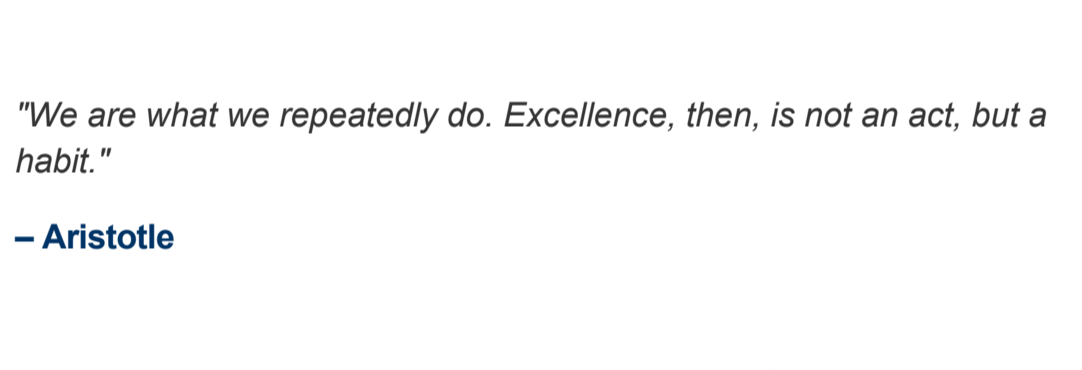 "We are what we repeatedly do. Excellence, then, is not an act, but a
habit."
– Aristotle